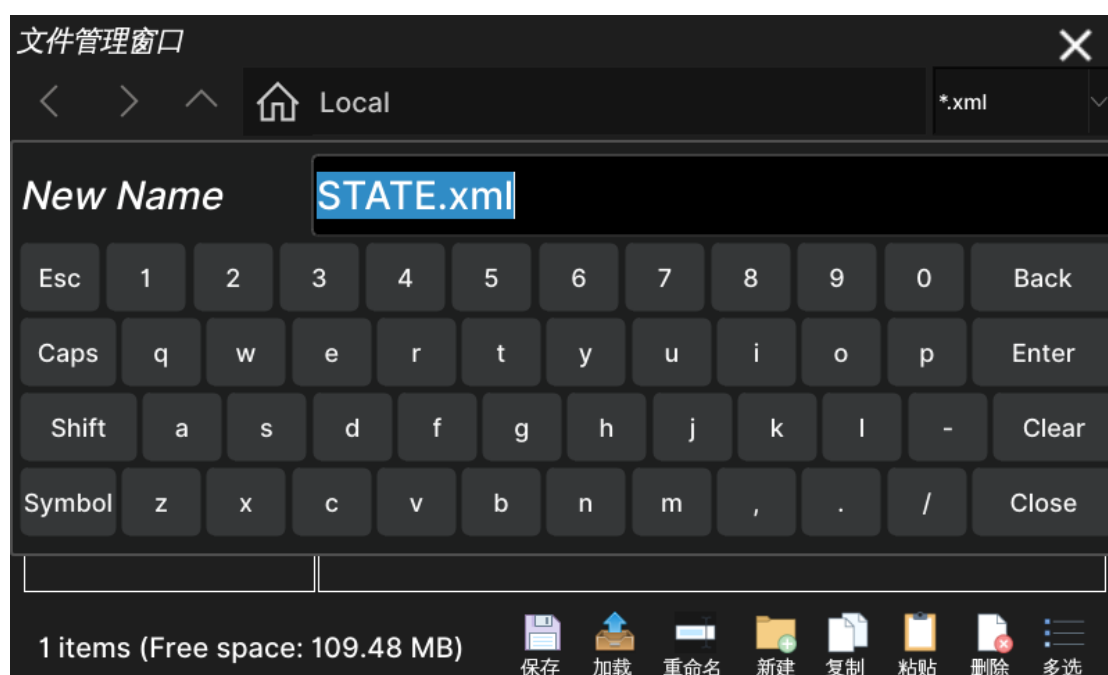 文件管理窗口
Local *.xml
New Name STATE.xml
Esc 1 2 3 4 5 6 7 8 9 0 Back
Caps q w e r t y u i o p Enter
Shift a s d f g h j k l - Clear
Symbol z x c v b n m , . / Close
1 items (Free space: 109.48 MB)
保存 加载 重命名 新建 复制 粘贴 删除 多选